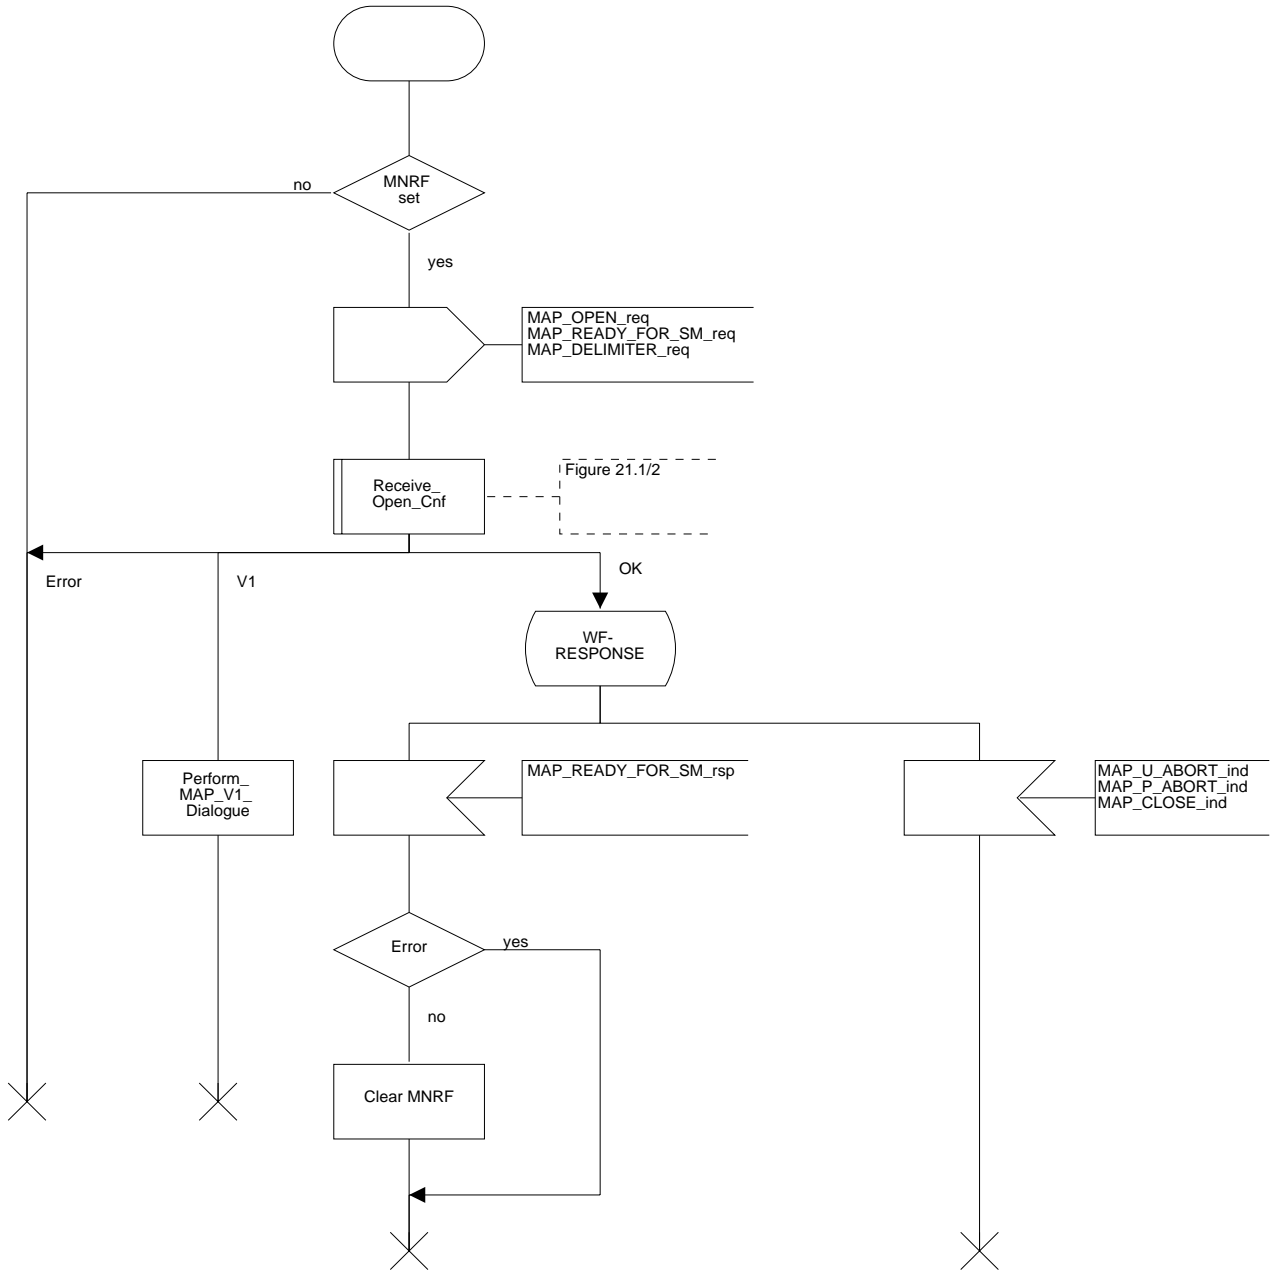 MNRF
set
no
yes
MAP_OPEN_req
MAP_READY_FOR_SM_req
MAP_DELIMITER_req
Receive_
Open_Cnf
Figure 21.1/2
Error
V1
OK
WF-
RESPONSE
Perform_
MAP_V1_
Dialogue
MAP_READY_FOR_SM_rsp
MAP_U_ABORT_ind
MAP_P_ABORT_ind
MAP_CLOSE_ind
Error
yes
no
Clear MNRF